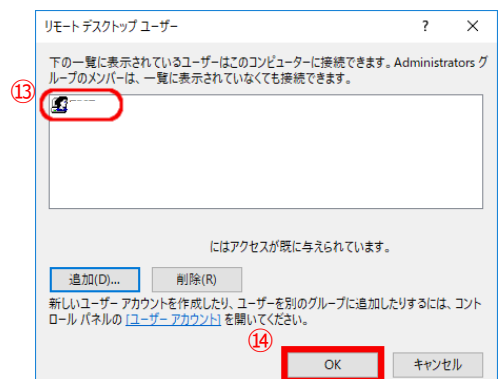 リモート デスクトップ ユーザー
下の一覧に表示されているユーザーはこのコンピューターに接続できます。Administrators グ
ループのメンバーは、一覧に表示されていなくても接続できます。
⑬
にはアクセスが既に与えられています。
追加(D)... 削除(R)
新しいユーザー アカウントを作成したり、ユーザーを別のグループに追加したりするには、コント
ロール パネルの [ユーザー アカウント] を開いてください。
⑭
OK キャンセル